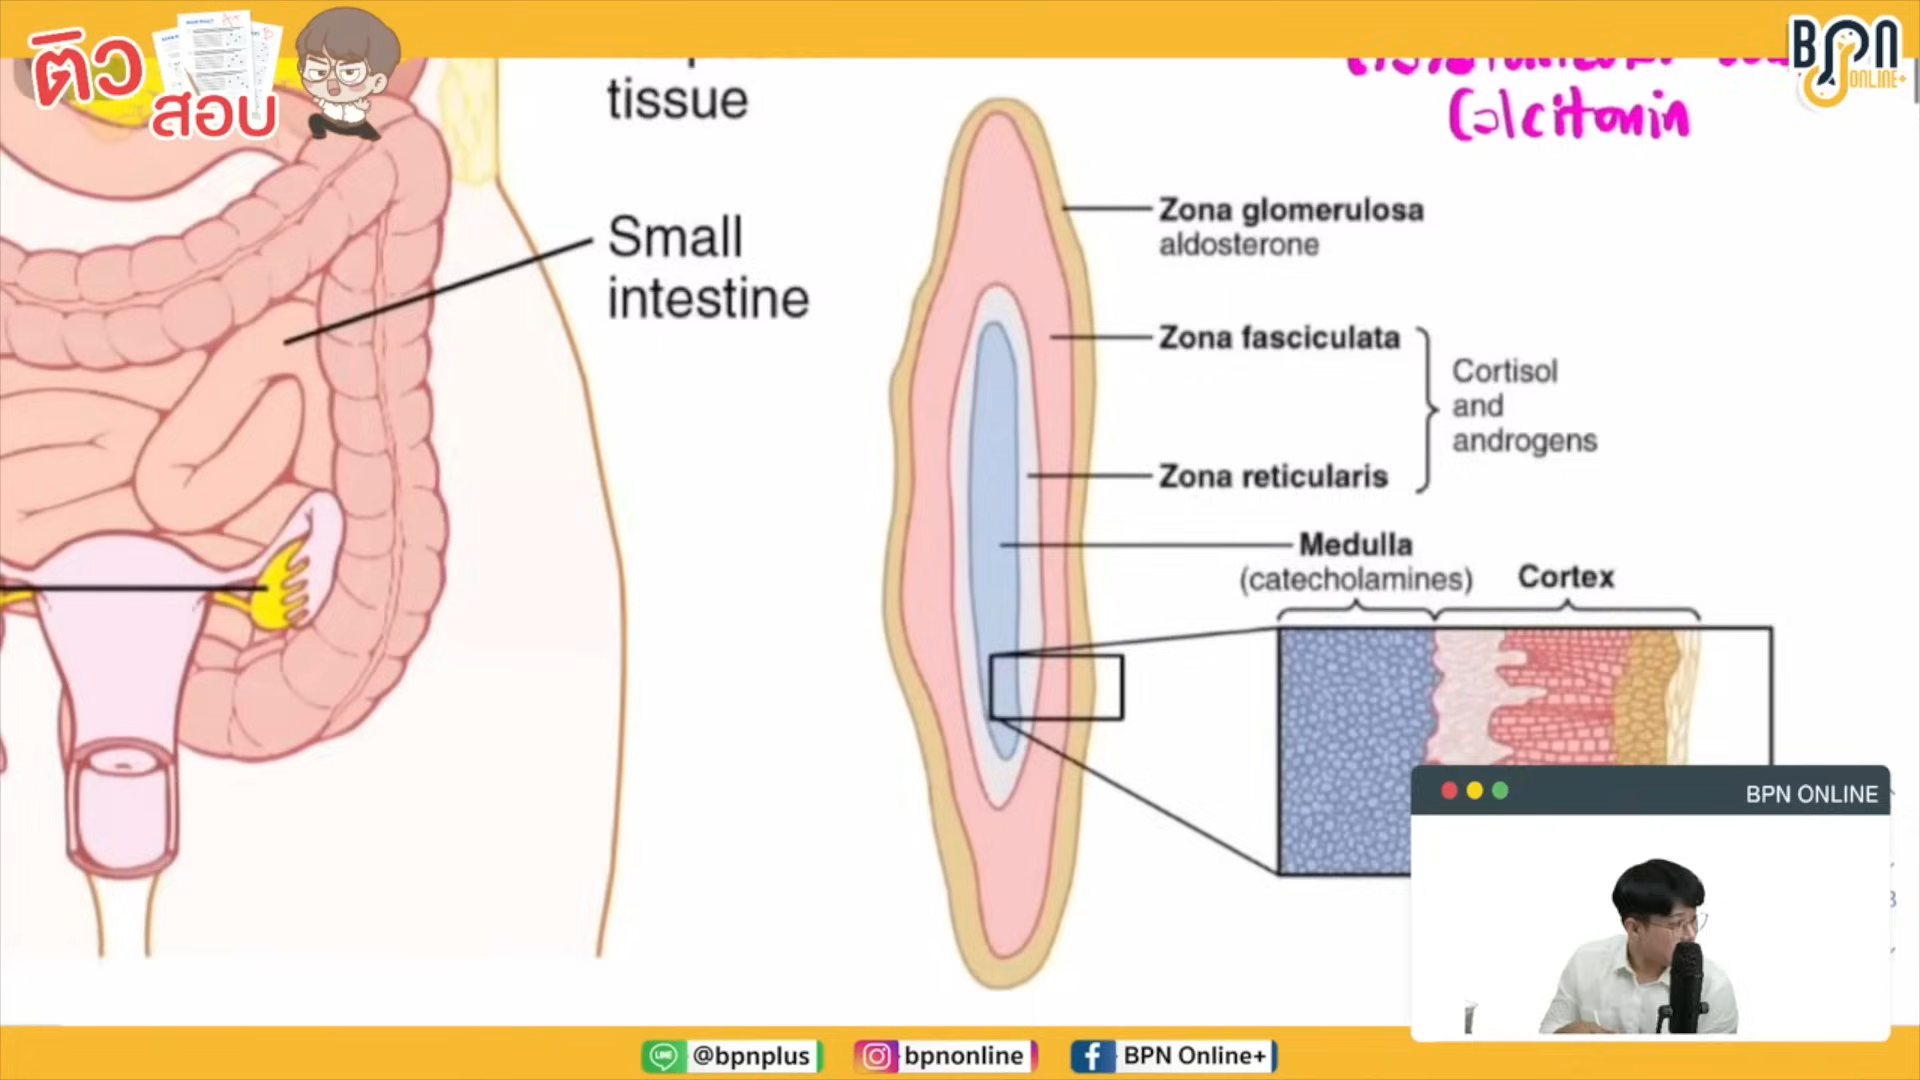 ติว
สอบ
BPN
ONLINE+
tissue
Calcitonin
Small
intestine
Zona glomerulosa
aldosterone
Zona fasciculata
Cortisol
and
androgens
Zona reticularis
Medulla
(catecholamines)
Cortex
BPN ONLINE
LINE
@bpnplus
bpnonline
BPN Online+